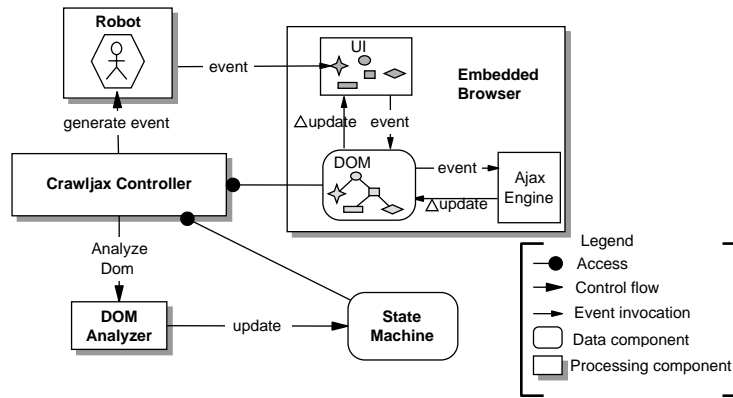 Robot
event
UI
Embedded
Browser
generate event
△update
event
DOM
event
Ajax
Engine
△update
Crawljax Controller
Analyze
Dom
DOM
Analyzer
update
State
Machine
Legend
Access
Control flow
Event invocation
Data component
Processing component